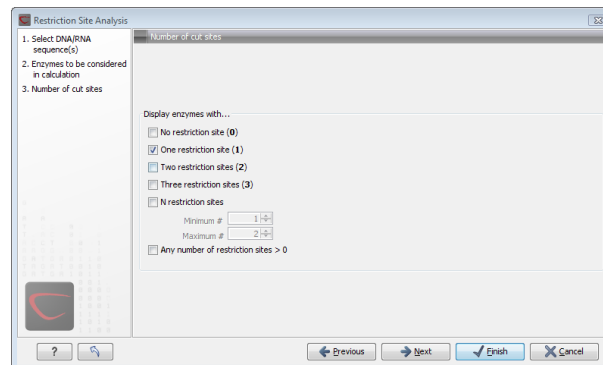 Restriction Site Analysis
1. Select DNA/RNA
sequence(s)
2. Enzymes to be considered
in calculation
3. Number of cut sites
Number of cut sites
Display enzymes with...
No restriction site (0)
One restriction site (1)
Two restriction sites (2)
Three restriction sites (3)
N restriction sites
Minimum # 1
Maximum # 2
Any number of restriction sites > 0
? Previous Next Finish Cancel